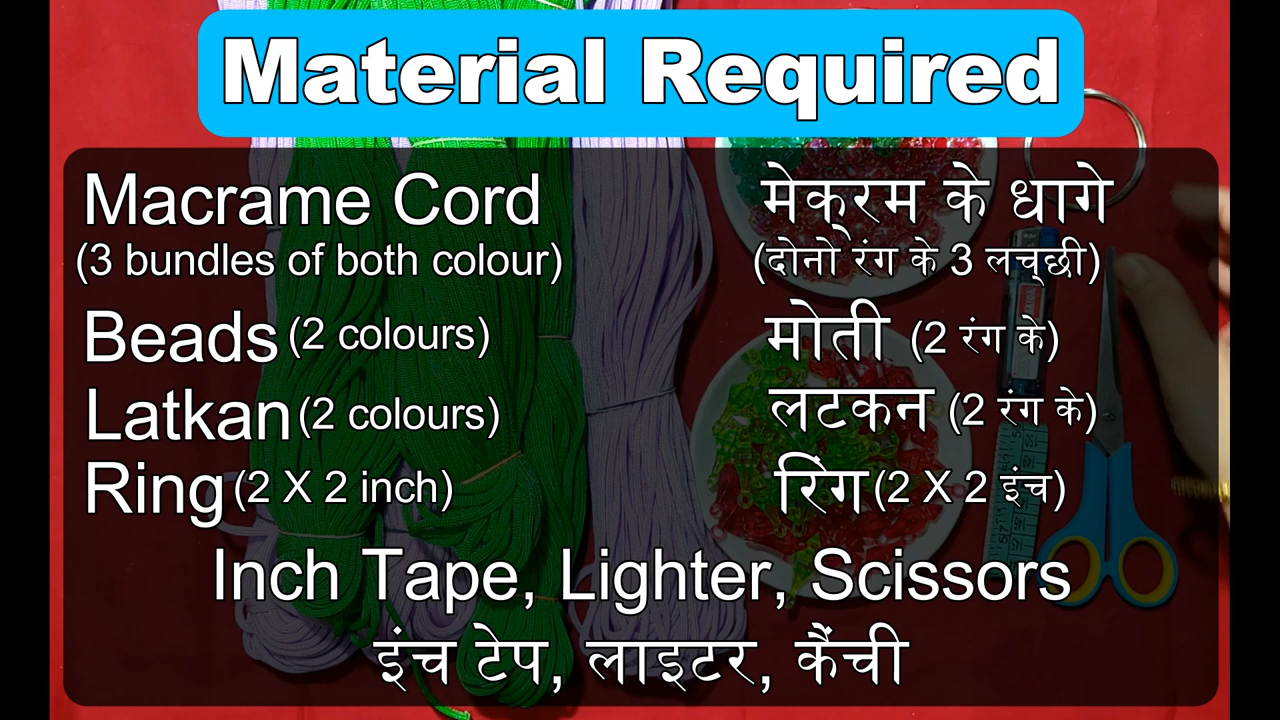 Material Required
Macrame Cord मेक्‌रम के धागे
(3 bundles of both colour) (दोनो रंग के 3 लच्‌छी)
Beads (2 colours) मोती (2 रंग के)
Latkan (2 colours) लटकन (2 रंग के)
Ring (2 X 2 inch) रिंग (2 X 2 इंच)
Inch Tape, Lighter, Scissors
इंच टेप, लाइटर, कैंची